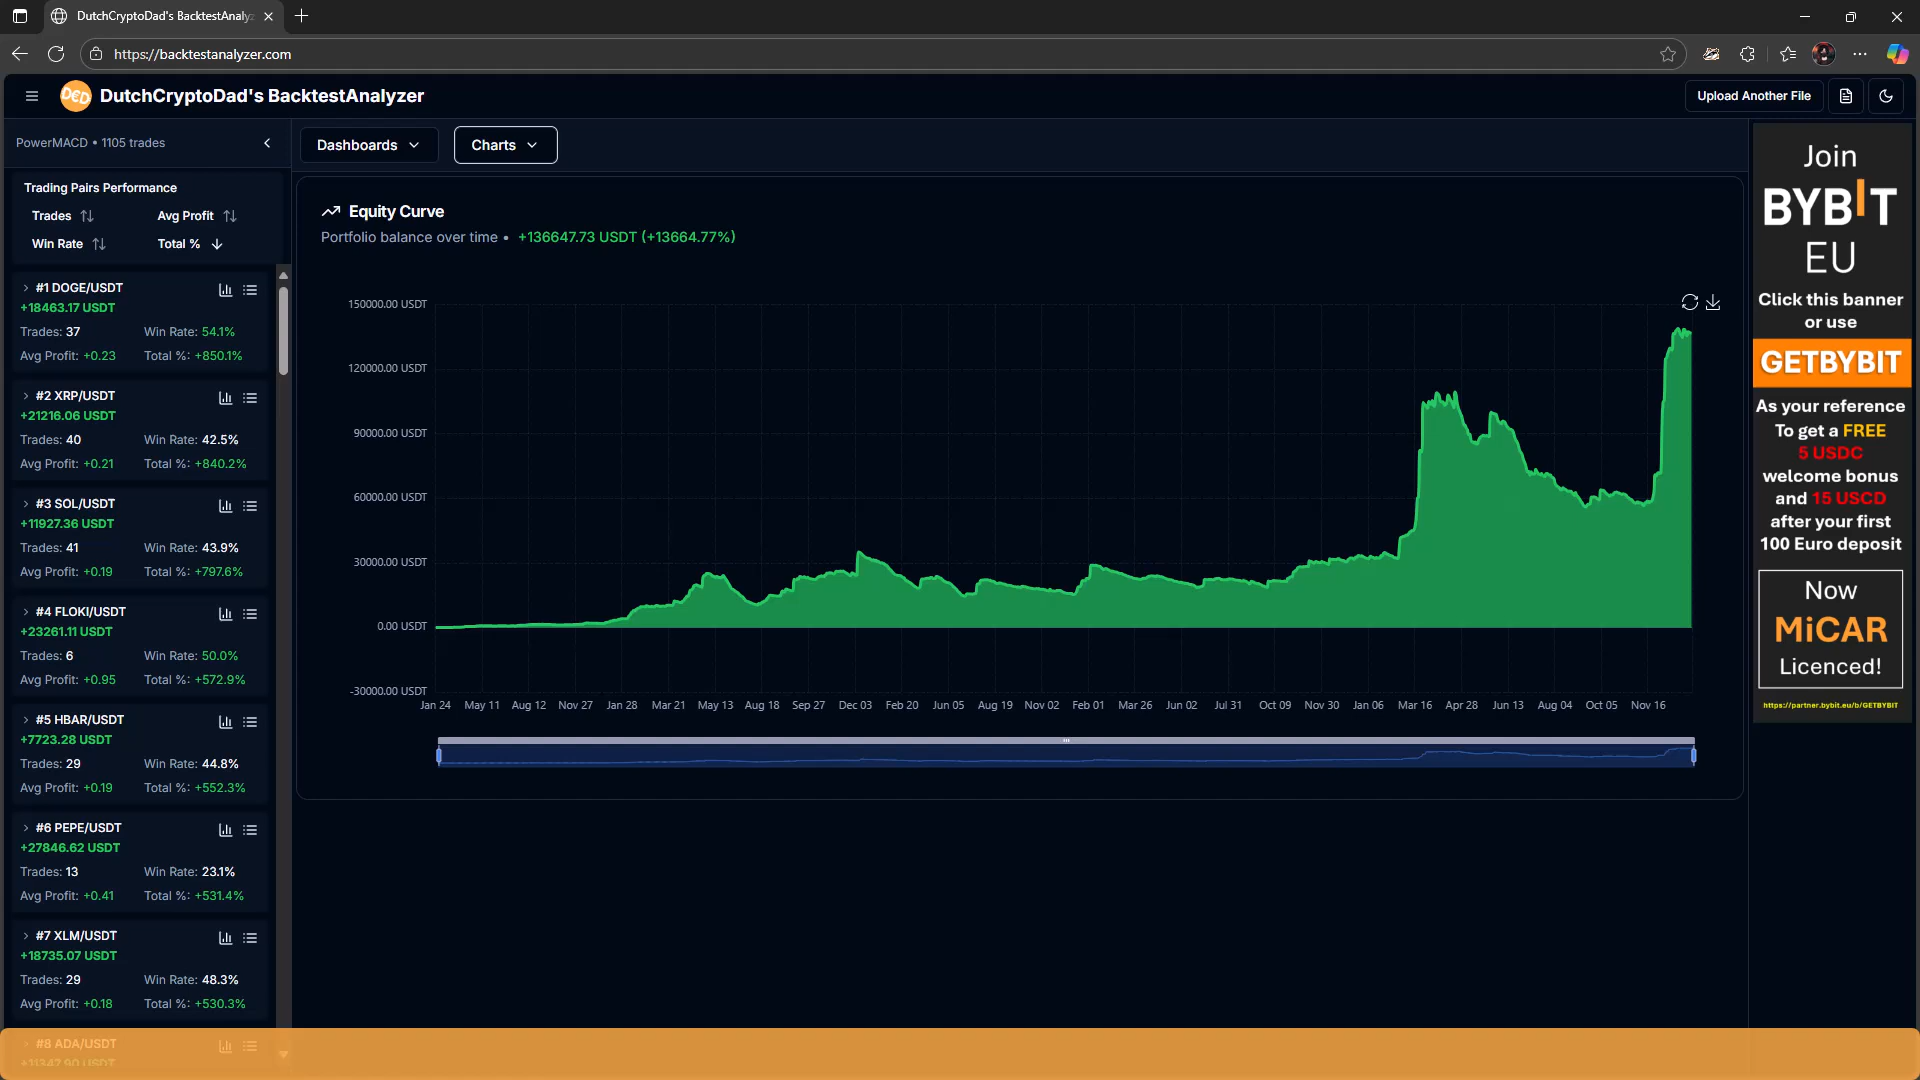 DutchCryptoDad's BacktestAnaly
https://backtestanalyzer.com
DCD
DutchCryptoDad's BacktestAnalyzer
Upload Another File
PowerMACD • 1105 trades
Dashboards
Charts
Trading Pairs Performance
Trades
Avg Profit
Win Rate
Total %
#1 DOGE/USDT
+18463.17 USDT
Trades: 37
Win Rate: 54.1%
Avg Profit: +0.23
Total %: +850.1%
#2 XRP/USDT
+21216.06 USDT
Trades: 40
Win Rate: 42.5%
Avg Profit: +0.21
Total %: +840.2%
#3 SOL/USDT
+11927.36 USDT
Trades: 41
Win Rate: 43.9%
Avg Profit: +0.19
Total %: +797.6%
#4 FLOKI/USDT
+23261.11 USDT
Trades: 6
Win Rate: 50.0%
Avg Profit: +0.95
Total %: +572.9%
#5 HBAR/USDT
+7723.28 USDT
Trades: 29
Win Rate: 44.8%
Avg Profit: +0.19
Total %: +552.3%
#6 PEPE/USDT
+27846.62 USDT
Trades: 13
Win Rate: 23.1%
Avg Profit: +0.41
Total %: +531.4%
#7 XLM/USDT
+18735.07 USDT
Trades: 29
Win Rate: 48.3%
Avg Profit: +0.18
Total %: +530.3%
#8 ADA/USDT
+11347.90 USDT
Equity Curve
Portfolio balance over time • +136647.73 USDT (+13664.77%)
150000.00 USDT
120000.00 USDT
90000.00 USDT
60000.00 USDT
30000.00 USDT
0.00 USDT
-30000.00 USDT
Jan 24 May 11 Aug 12 Nov 27 Jan 28 Mar 21 May 13 Aug 18 Sep 27 Dec 03 Feb 20 Jun 05 Aug 19 Nov 02 Feb 01 Mar 26 Jun 02 Jul 31 Oct 09 Nov 30 Jan 06 Mar 16 Apr 28 Jun 13 Aug 04 Oct 05 Nov 16
Join
BYBIT
EU
Click this banner
or use
GETBYBIT
As your reference
To get a FREE
5 USDC
welcome bonus
and 15 USCD
after your first
100 Euro deposit
Now
MiCAR
Licenced!
https://partner.bybit.eu/b/GETBYBIT